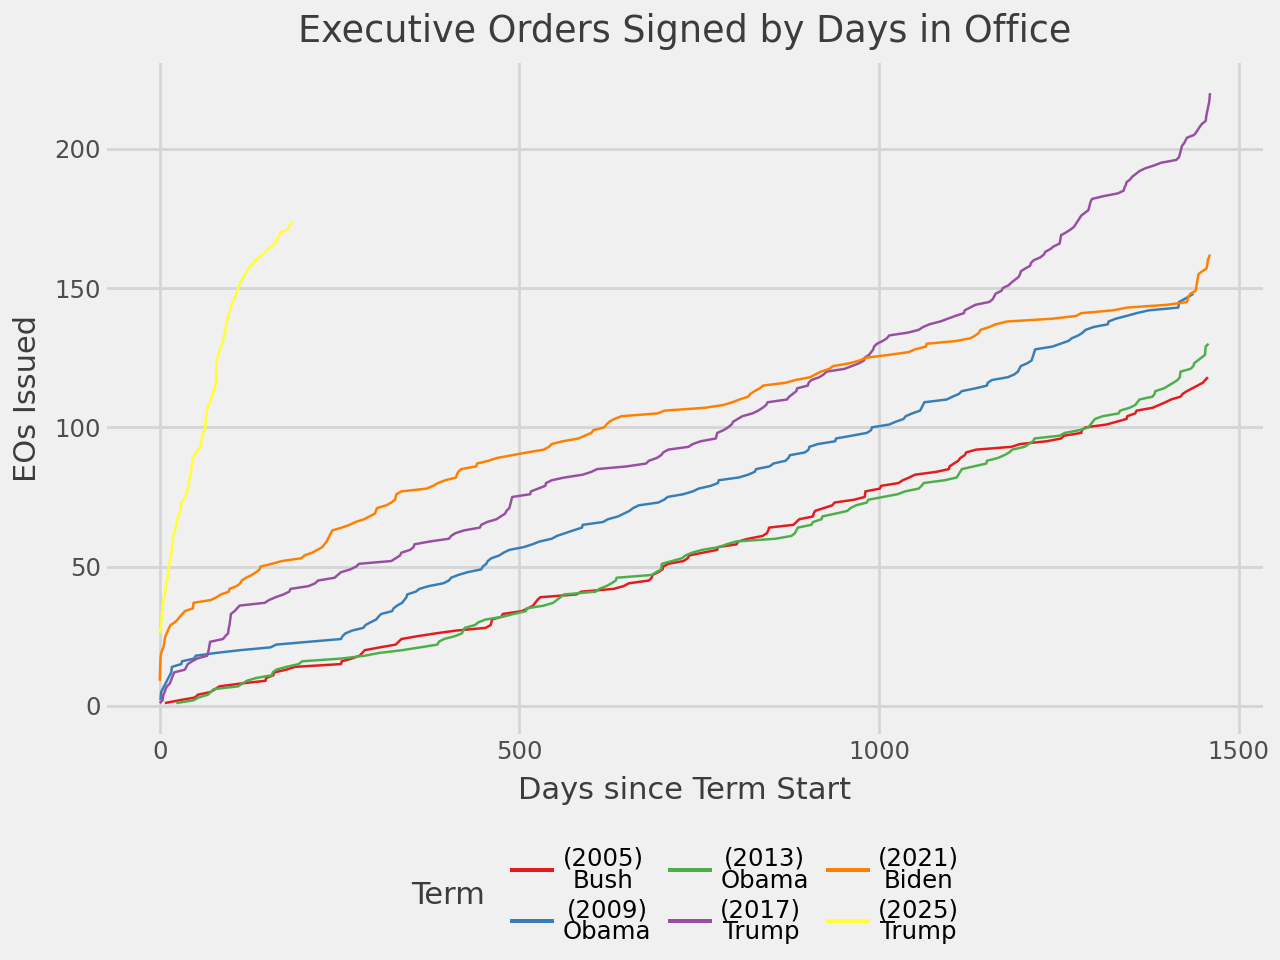 Executive Orders Signed by Days in Office
EOs Issued
200
150
100
50
0
0 500 1000 1500
Days since Term Start
Term
(2005)
Bush
(2009)
Obama
(2013)
Obama
(2017)
Trump
(2021)
Biden
(2025)
Trump